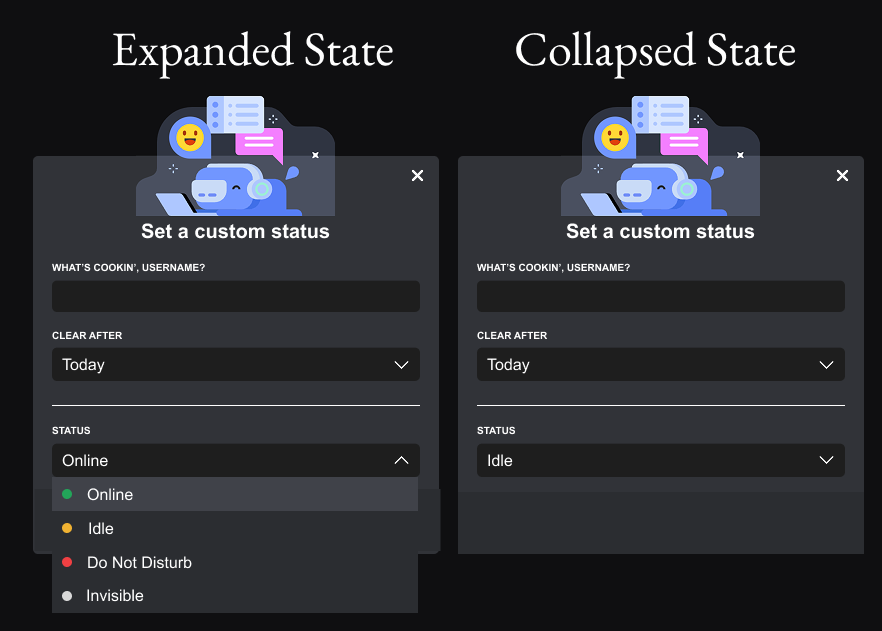 Expanded State
Set a custom status
WHAT'S COOKIN', USERNAME?
CLEAR AFTER
Today
STATUS
Online
Online
Idle
Do Not Disturb
Invisible
Collapsed State
Set a custom status
WHAT'S COOKIN', USERNAME?
CLEAR AFTER
Today
STATUS
Idle